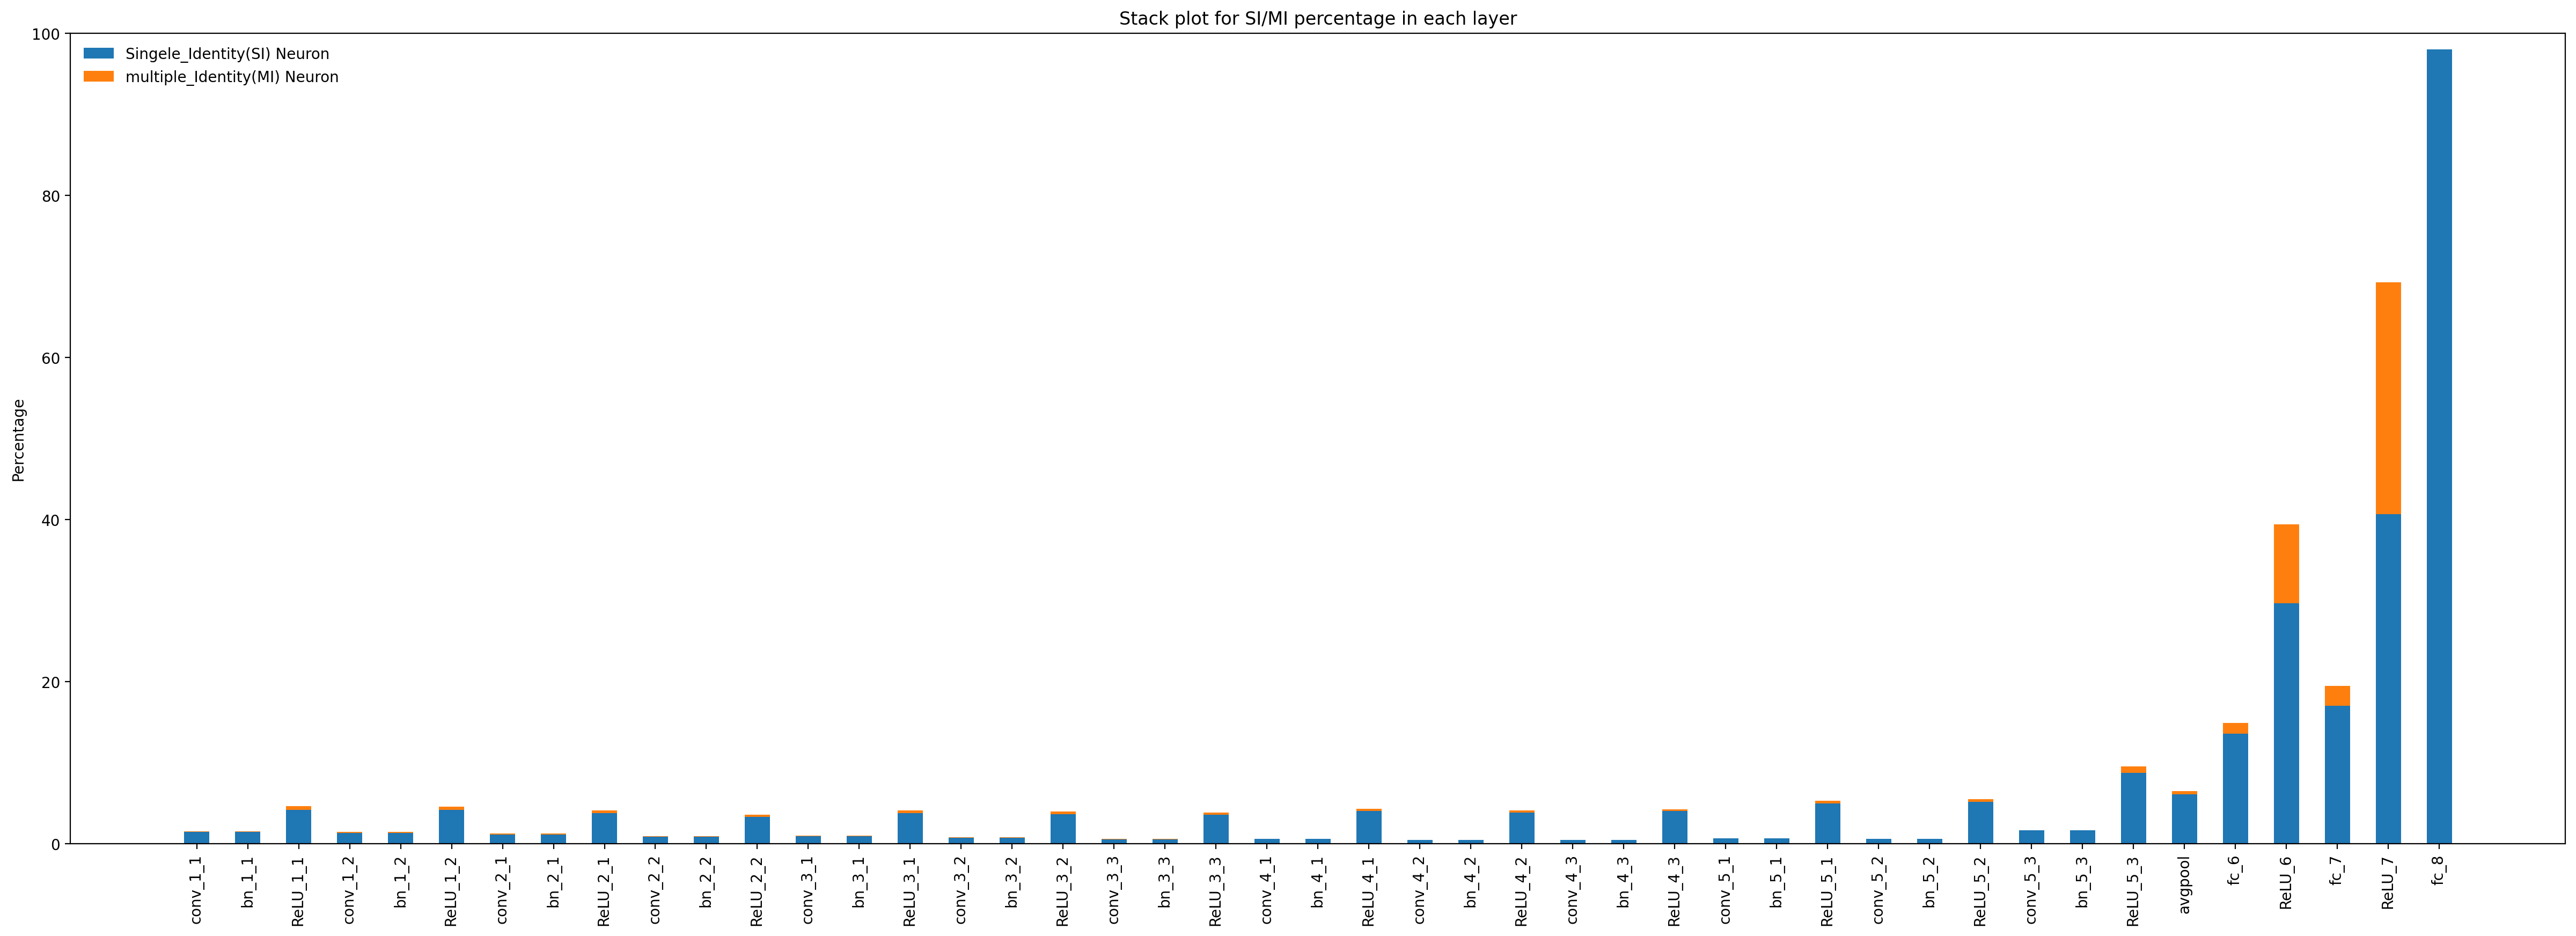 Stack plot for SI/MI percentage in each layer
Singele_Identity(SI) Neuron
multiple_Identity(MI) Neuron
Percentage
100
80
60
40
20
0
conv_1_1
bn_1_1
ReLU_1_1
conv_1_2
bn_1_2
ReLU_1_2
conv_2_1
bn_2_1
ReLU_2_1
conv_2_2
bn_2_2
ReLU_2_2
conv_3_1
bn_3_1
ReLU_3_1
conv_3_2
bn_3_2
ReLU_3_2
conv_3_3
bn_3_3
ReLU_3_3
conv_4_1
bn_4_1
ReLU_4_1
conv_4_2
bn_4_2
ReLU_4_2
conv_4_3
bn_4_3
ReLU_4_3
conv_5_1
bn_5_1
ReLU_5_1
conv_5_2
bn_5_2
ReLU_5_2
conv_5_3
bn_5_3
ReLU_5_3
avgpool
fc_6
ReLU_6
fc_7
ReLU_7
fc_8